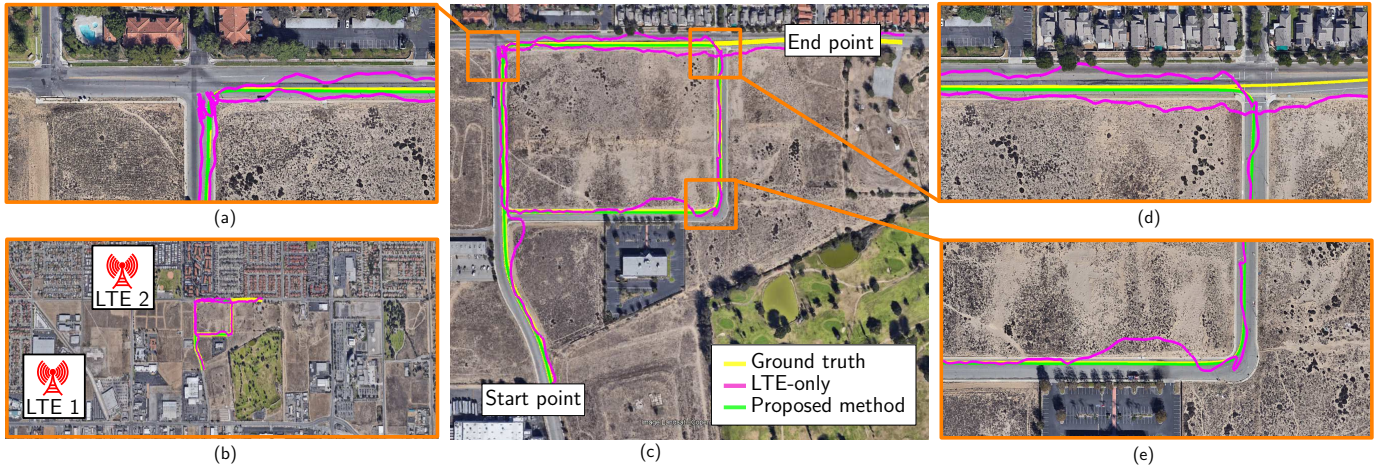 End point
(a)
(d)
LTE 2
LTE 1
Ground truth
LTE-only
Proposed method
Start point
(b)
(c)
(e)